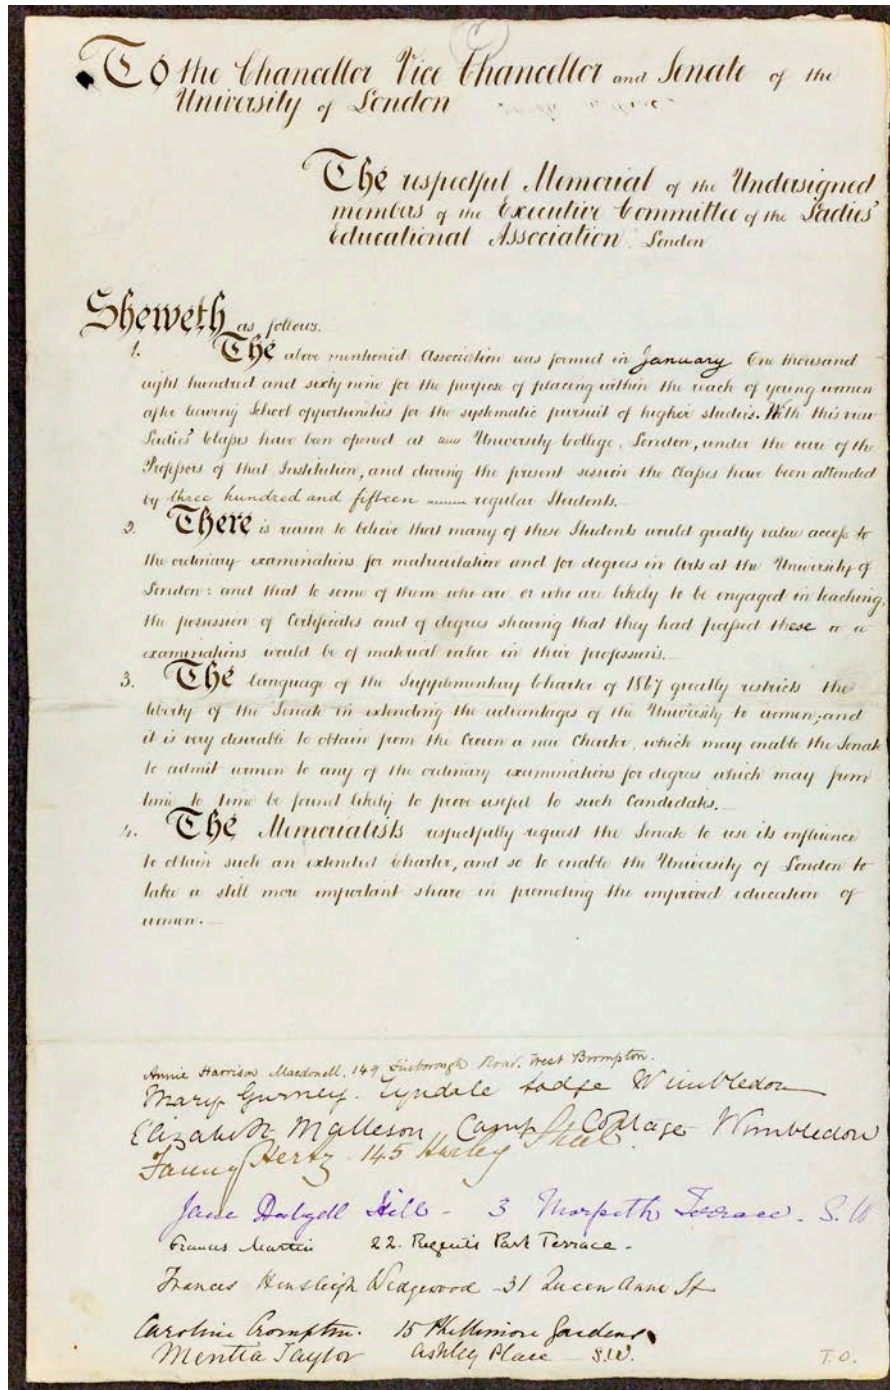 To the Chancellor Vice Chancellor and Senate of the
University of London
The respectful Memorial of the Undersigned
members of the Executive Committee of the Ladies'
Educational Association London
Sheweth as follows.
1. The above mentioned Association was formed in January One thousand
eight hundred and sixty nine for the purpose of placing within the reach of young women
after leaving School opportunities for the systematic pursuit of higher studies. With this view
Ladies' Classes have been opened at University College, London, under the care of the
Professors of that Institution, and during the present session the Classes have been attended
by three hundred and fifteen regular Students.
2. There is reason to believe that many of these Students would greatly value access to
the ordinary examinations for matriculation and for degrees in Arts at the University of
London: and that to some of them who are or who are likely to be engaged in teaching,
the possession of Certificates and of degrees shewing that they had passed these
examinations would be of material value in their professions.
3. The language of the Supplementary Charter of 1867 greatly restricts the
liberty of the Senate in extending the advantages of the University to women; and
it is very desirable to obtain from the Crown a new Charter, which may enable the Senate
to admit women to any of the ordinary examinations for degrees which may from
time to time be found likely to prove useful to such Candidates.
4. The Memorialists respectfully request the Senate to use its influence
to obtain such an extended Charter, and so to enable the University of London to
take a still more important share in promoting the improved education of
women.
Annie Harrison Macdonell, 149 Finborough Road, West Brompton.
Mary Gurney. Tyndale Lodge Wimbledon
Elizabeth Malleson, Camp Cottage Wimbledon
Fanny Hertz 145 Harley Street
Jane Dalzell Hill - 3 Morpeth Terrace. S.W
Frances Martin 22. Regents Park Terrace.
Frances Hensleigh Wedgwood 31 Queen Anne St
Caroline Crompton. 15 Phillimore Gardens
Mentia Taylor Ashley Place S.W.
T.O.